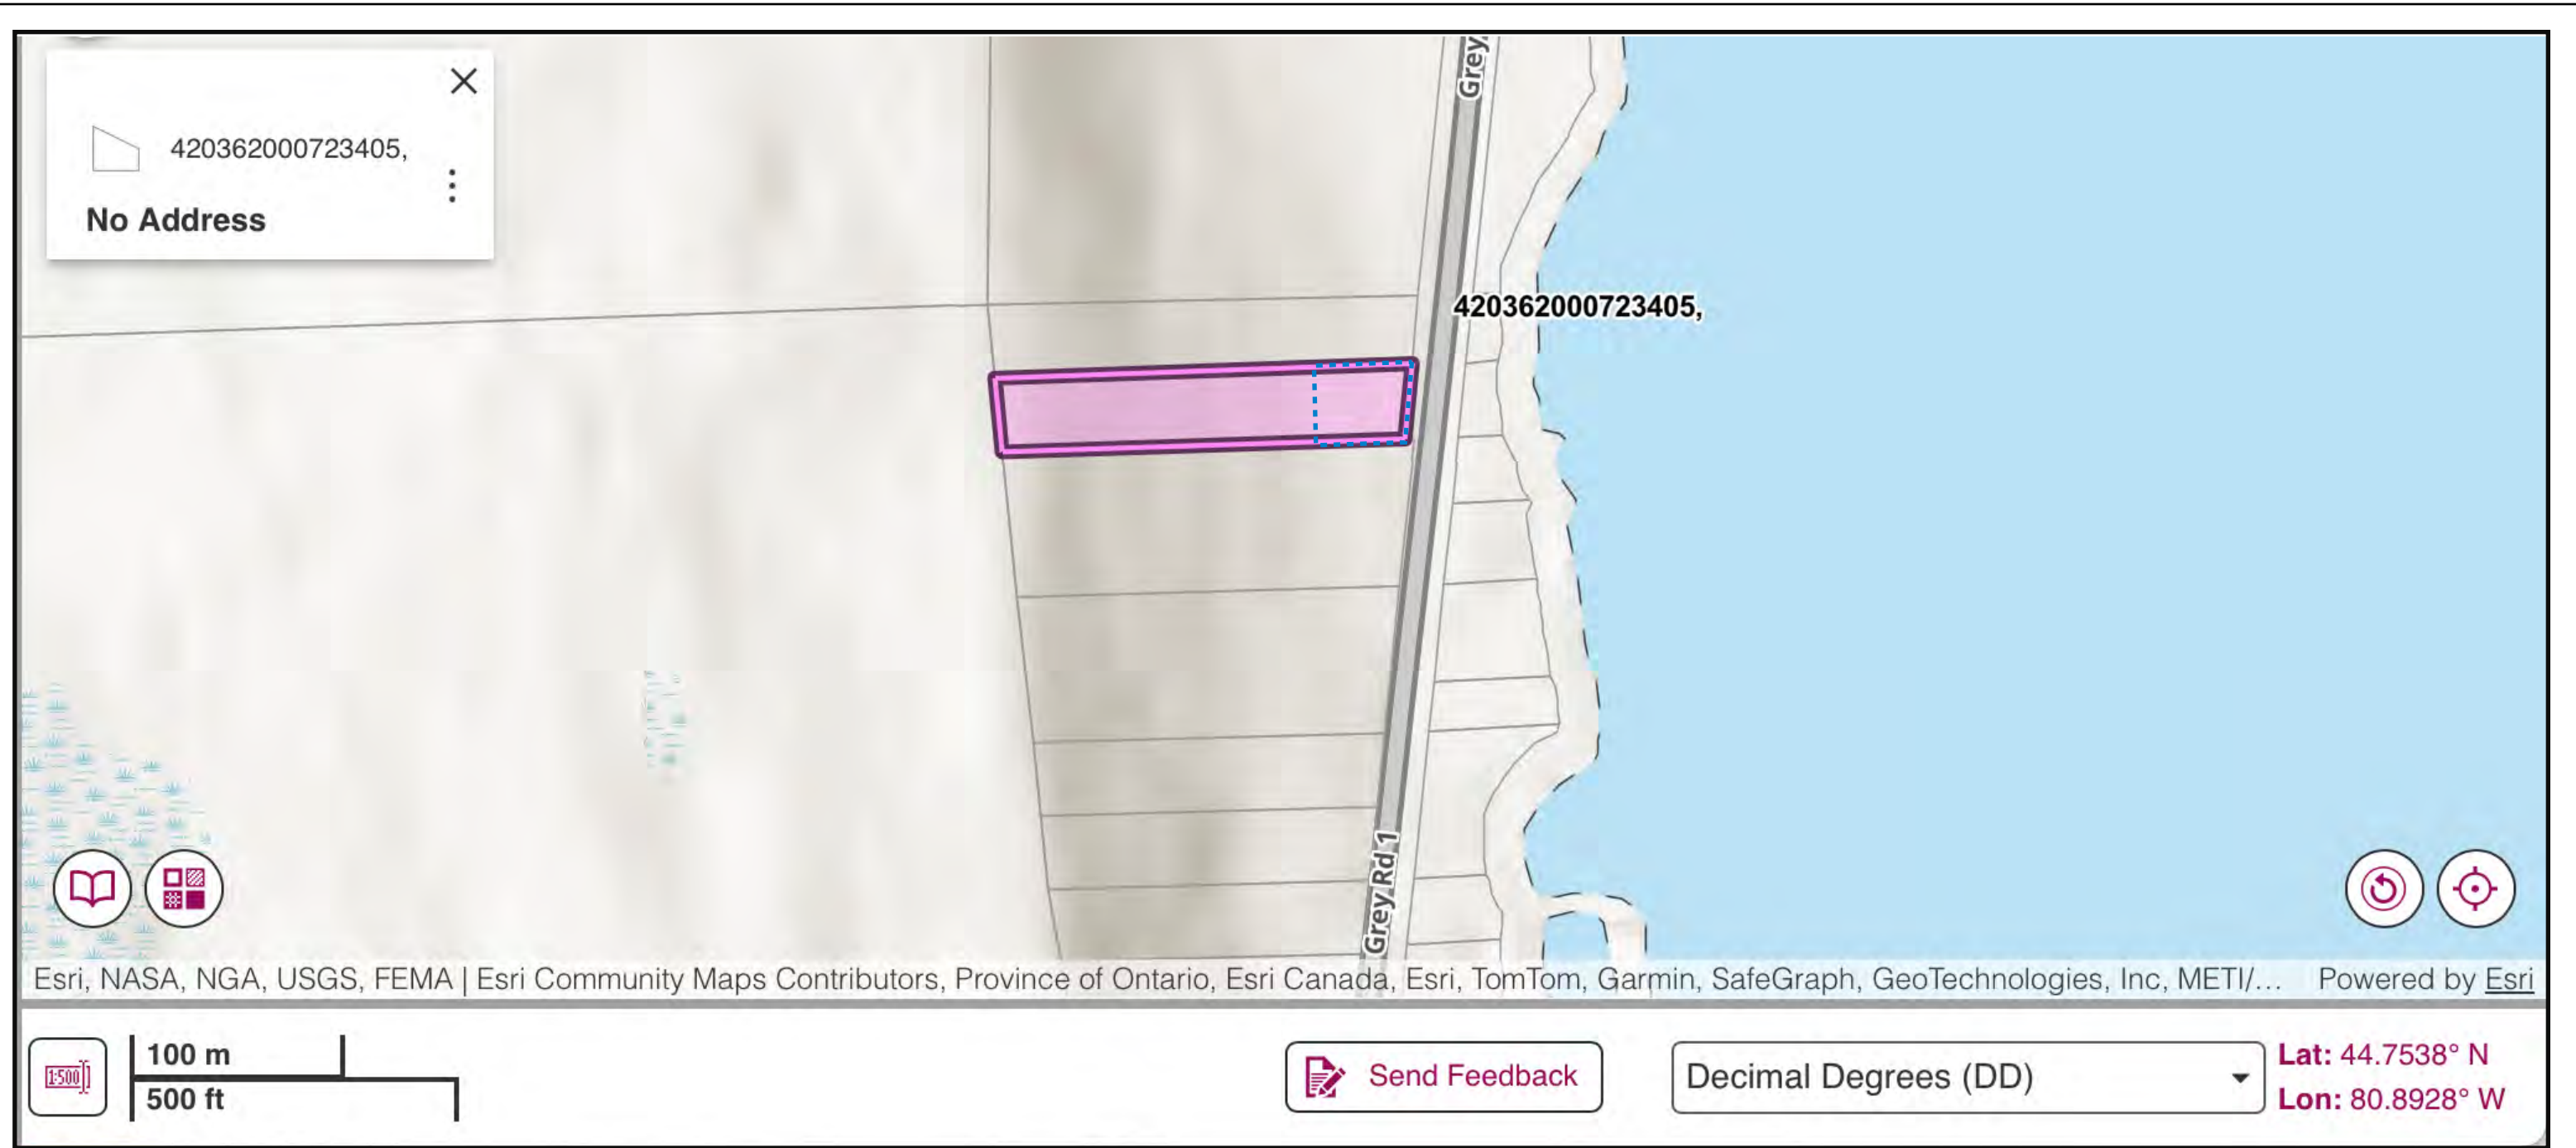 Grey
420362000723405,
No Address
420362000723405,
Grey Rd 1
Esri, NASA, NGA, USGS, FEMA | Esri Community Maps Contributors, Province of Ontario, Esri Canada, Esri, TomTom, Garmin, SafeGraph, GeoTechnologies, Inc, METI/... Powered by Esri
1:500
100 m
500 ft
Send Feedback
Decimal Degrees (DD)
Lat: 44.7538° N
Lon: 80.8928° W